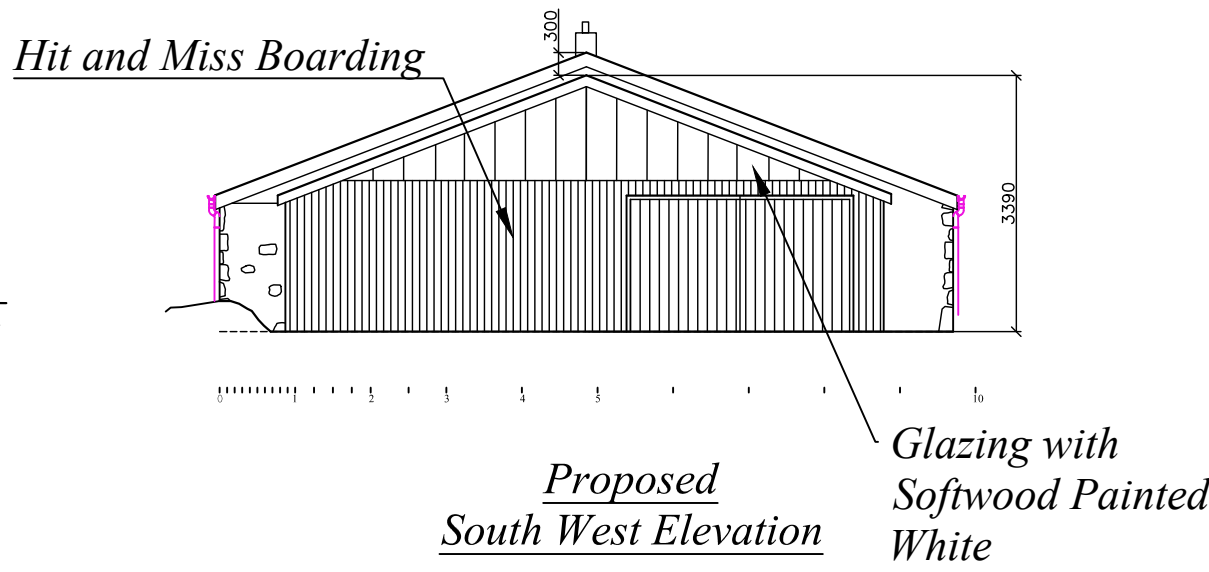 300
Hit and Miss Boarding
3390
0 1 2 3 4 5 10
Glazing with
Softwood Painted
White
Proposed
South West Elevation